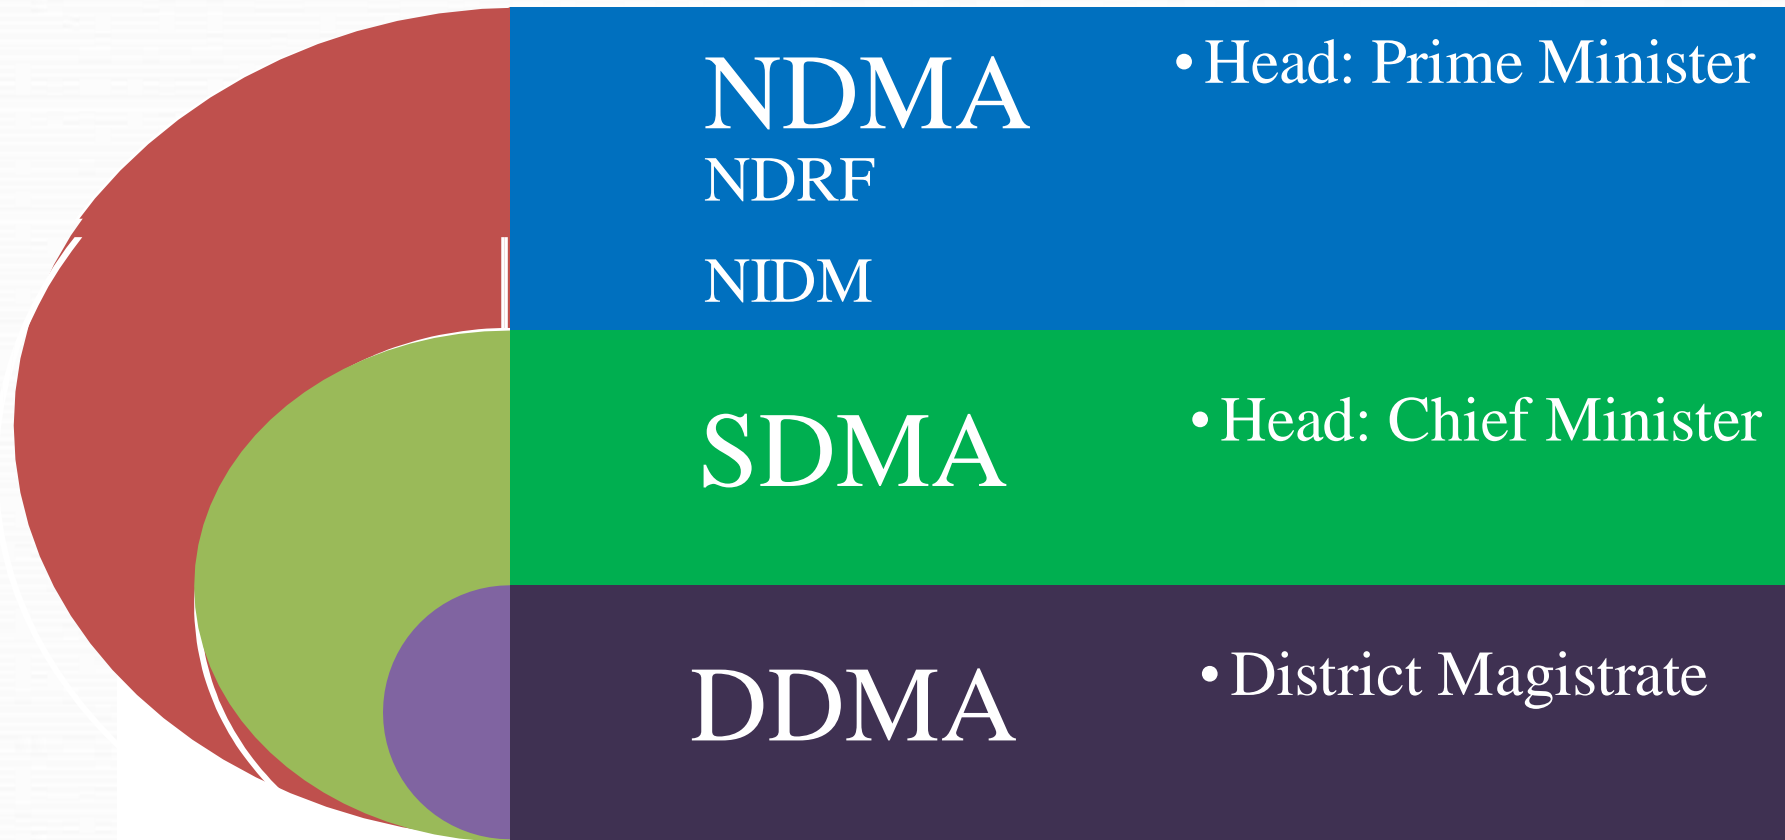 NDMA
NDRF
NIDM
• Head: Prime Minister
SDMA
• Head: Chief Minister
DDMA
• District Magistrate